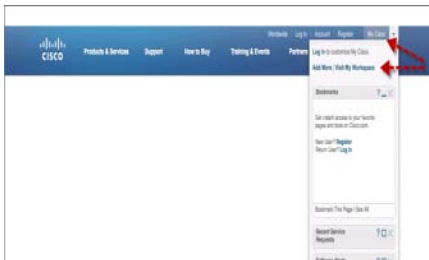 Worldwide Log In Account Register My Cisco
CISCO Products & Services Support How to Buy Training & Events Partners
Log In to customize My Cisco.
Add More | Visit My Workspace
Bookmarks
Get instant access to your favorite
pages and tools on Cisco.com.
New User? Register
Return User? Log In
Bookmark This Page | See All
Recent Service
Requests